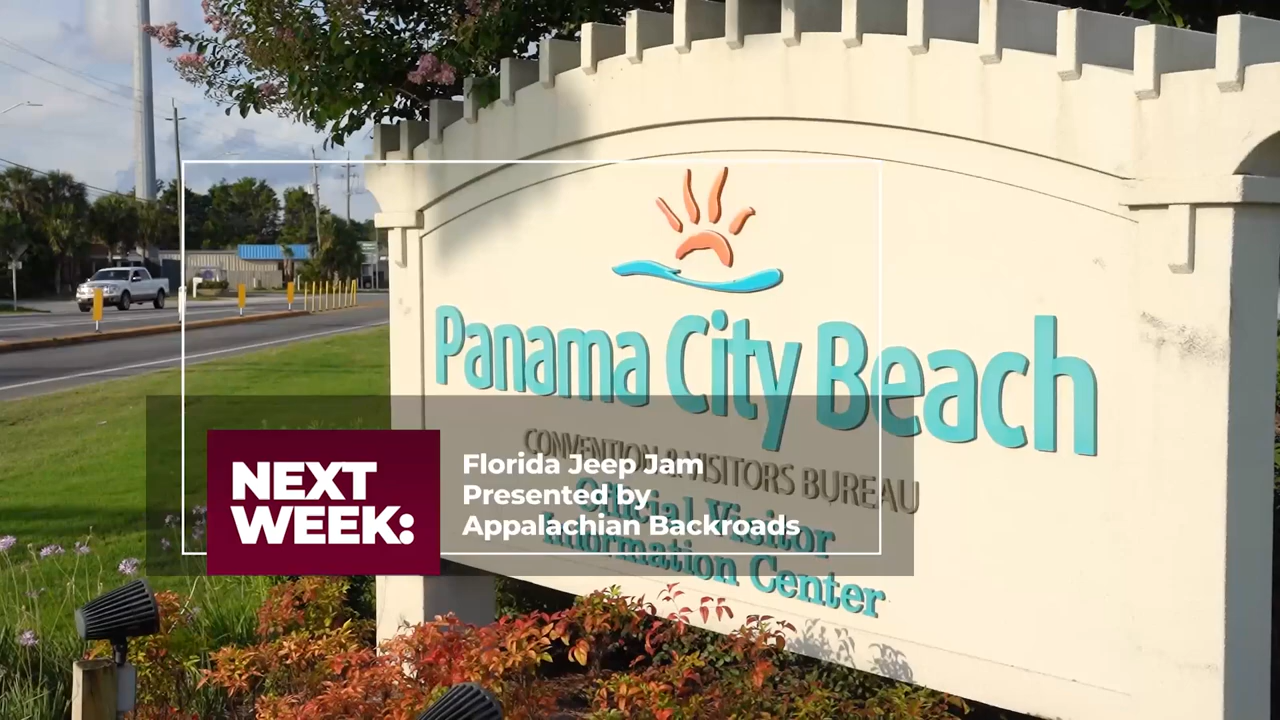 Panama City Beach
CONVENTION & VISITORS BUREAU
Official Visitor
Information Center
NEXT
WEEK:
Florida Jeep Jam
Presented by
Appalachian Backroads